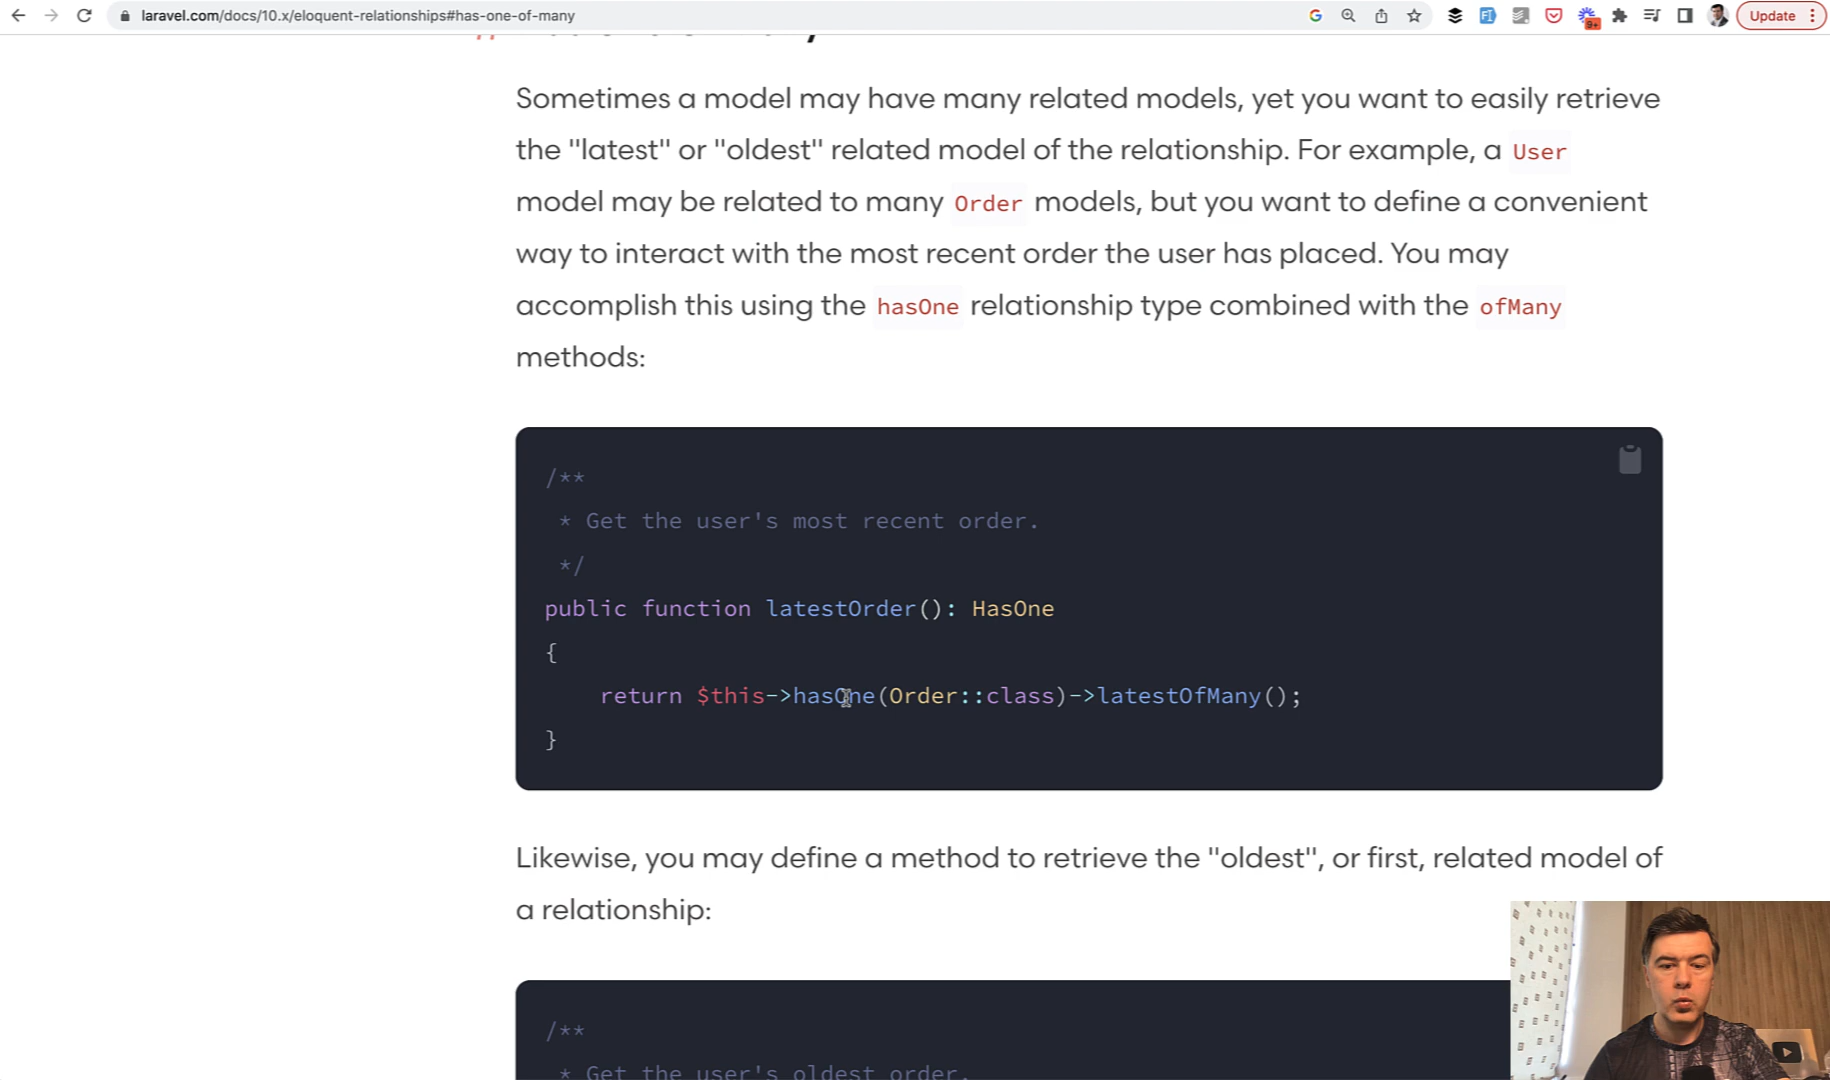 laravel.com/docs/10.x/eloquent-relationships#has-one-of-many
9+
Update
Sometimes a model may have many related models, yet you want to easily retrieve
the "latest" or "oldest" related model of the relationship. For example, a User
model may be related to many Order models, but you want to define a convenient
way to interact with the most recent order the user has placed. You may
accomplish this using the hasOne relationship type combined with the ofMany
methods:
/**
* Get the user's most recent order.
*/
public function latestOrder(): HasOne
{
return $this->hasOne(Order::class)->latestOfMany();
}
Likewise, you may define a method to retrieve the "oldest", or first, related model of
a relationship:
/**
* Get the user's oldest order.